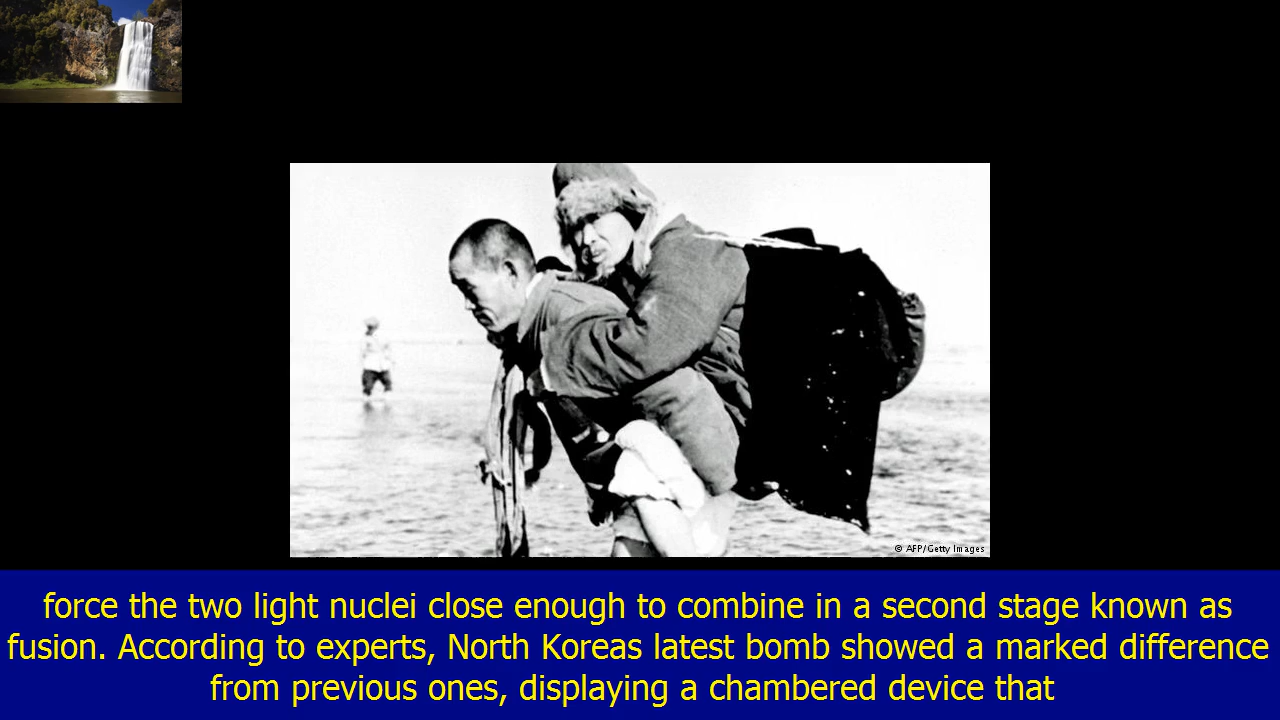 © AFP/Getty Images
force the two light nuclei close enough to combine in a second stage known as
fusion. According to experts, North Koreas latest bomb showed a marked difference
from previous ones, displaying a chambered device that